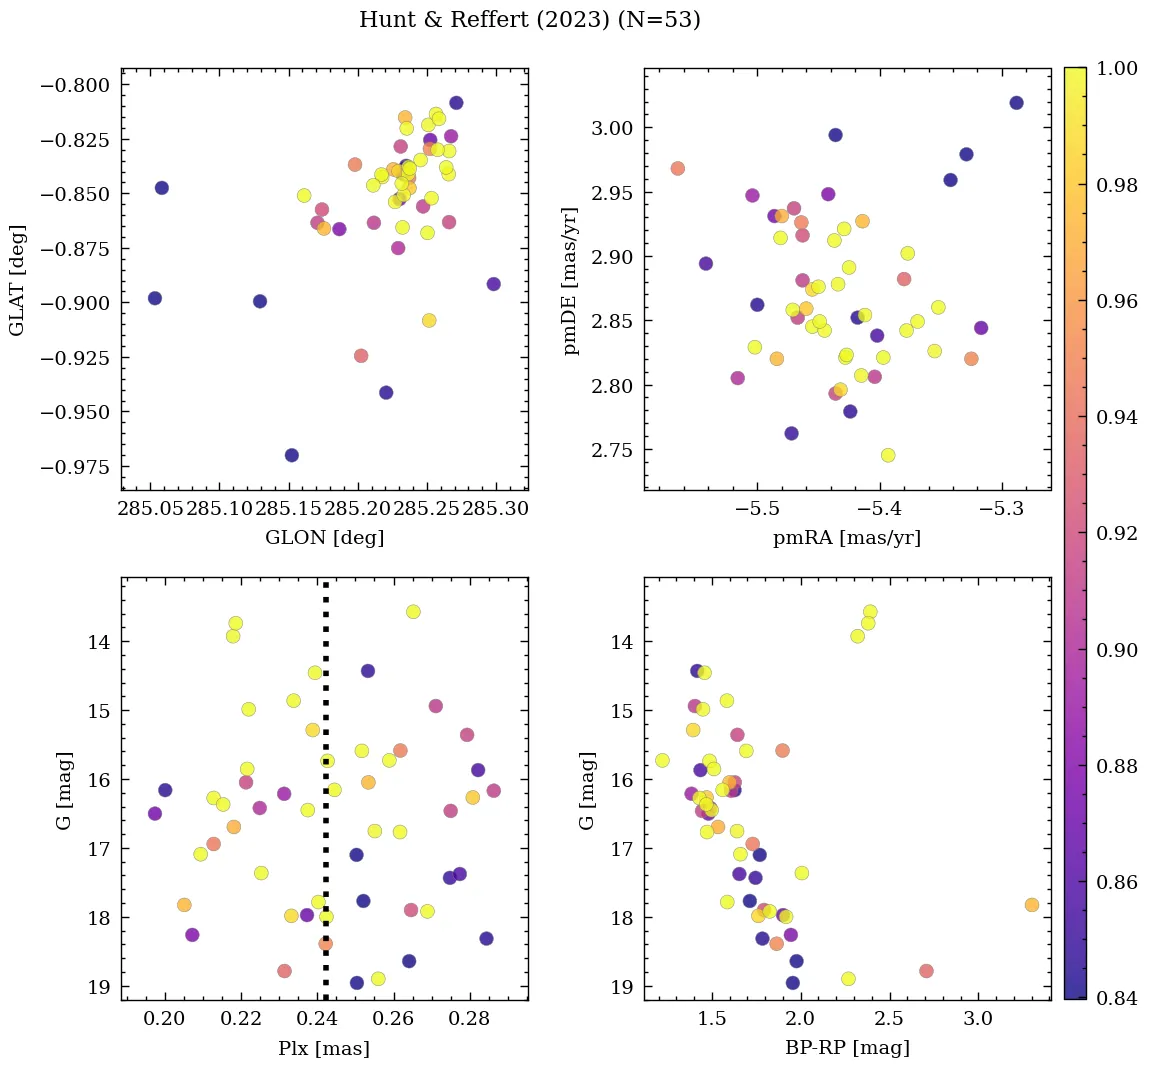 Hunt & Reffert (2023) (N=53)
−0.800
−0.825
−0.850
−0.875
−0.900
−0.925
−0.950
−0.975
GLAT [deg]
285.05 285.10 285.15 285.20 285.25 285.30
GLON [deg]
3.00
2.95
2.90
2.85
2.80
2.75
pmDE [mas/yr]
−5.5 −5.4 −5.3
pmRA [mas/yr]
14
15
16
17
18
19
G [mag]
0.20 0.22 0.24 0.26 0.28
Plx [mas]
14
15
16
17
18
19
G [mag]
1.5 2.0 2.5 3.0
BP-RP [mag]
1.00
0.98
0.96
0.94
0.92
0.90
0.88
0.86
0.84